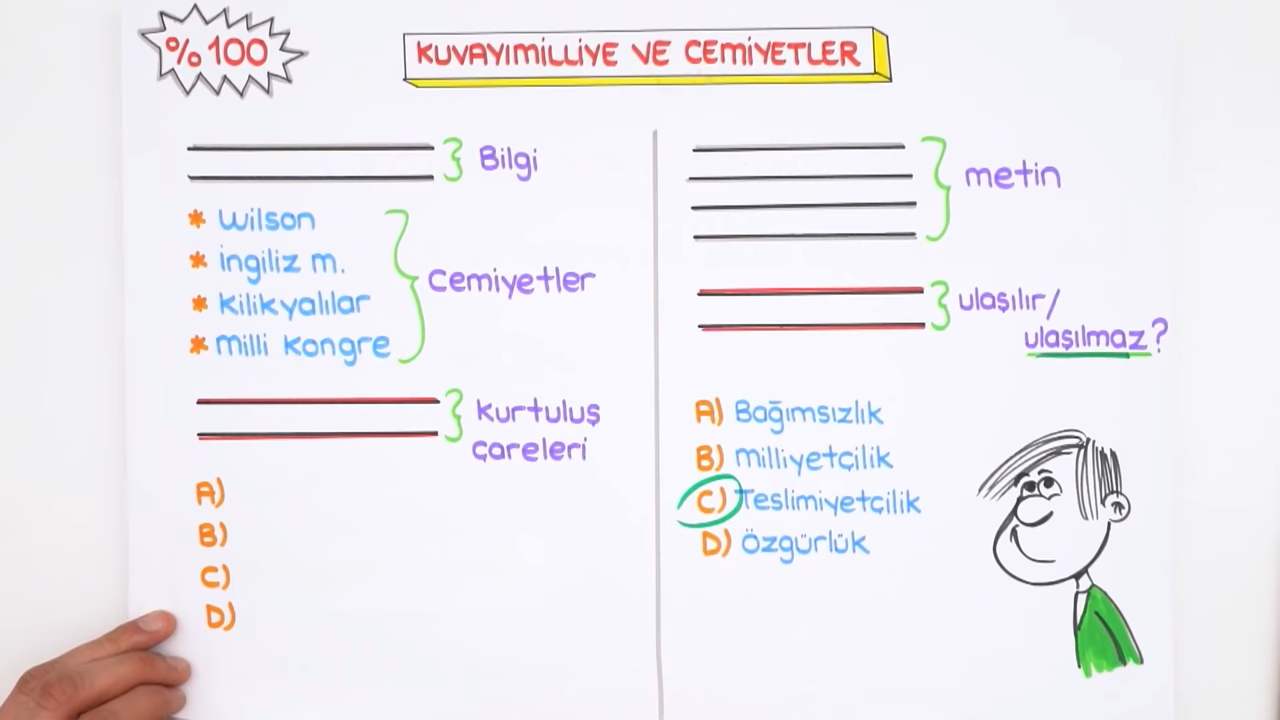 %100
KUVAYIMİLLİYE VE CEMİYETLER
Bilgi
* Wilson
* İngiliz m.
* Kilikyalılar
* Milli Kongre
Cemiyetler
Kurtuluş
çareleri
A)
B)
C)
D)
metin
ulaşılır/
ulaşılmaz?
A) Bağımsızlık
B) milliyetçilik
C) Teslimiyetçilik
D) Özgürlük